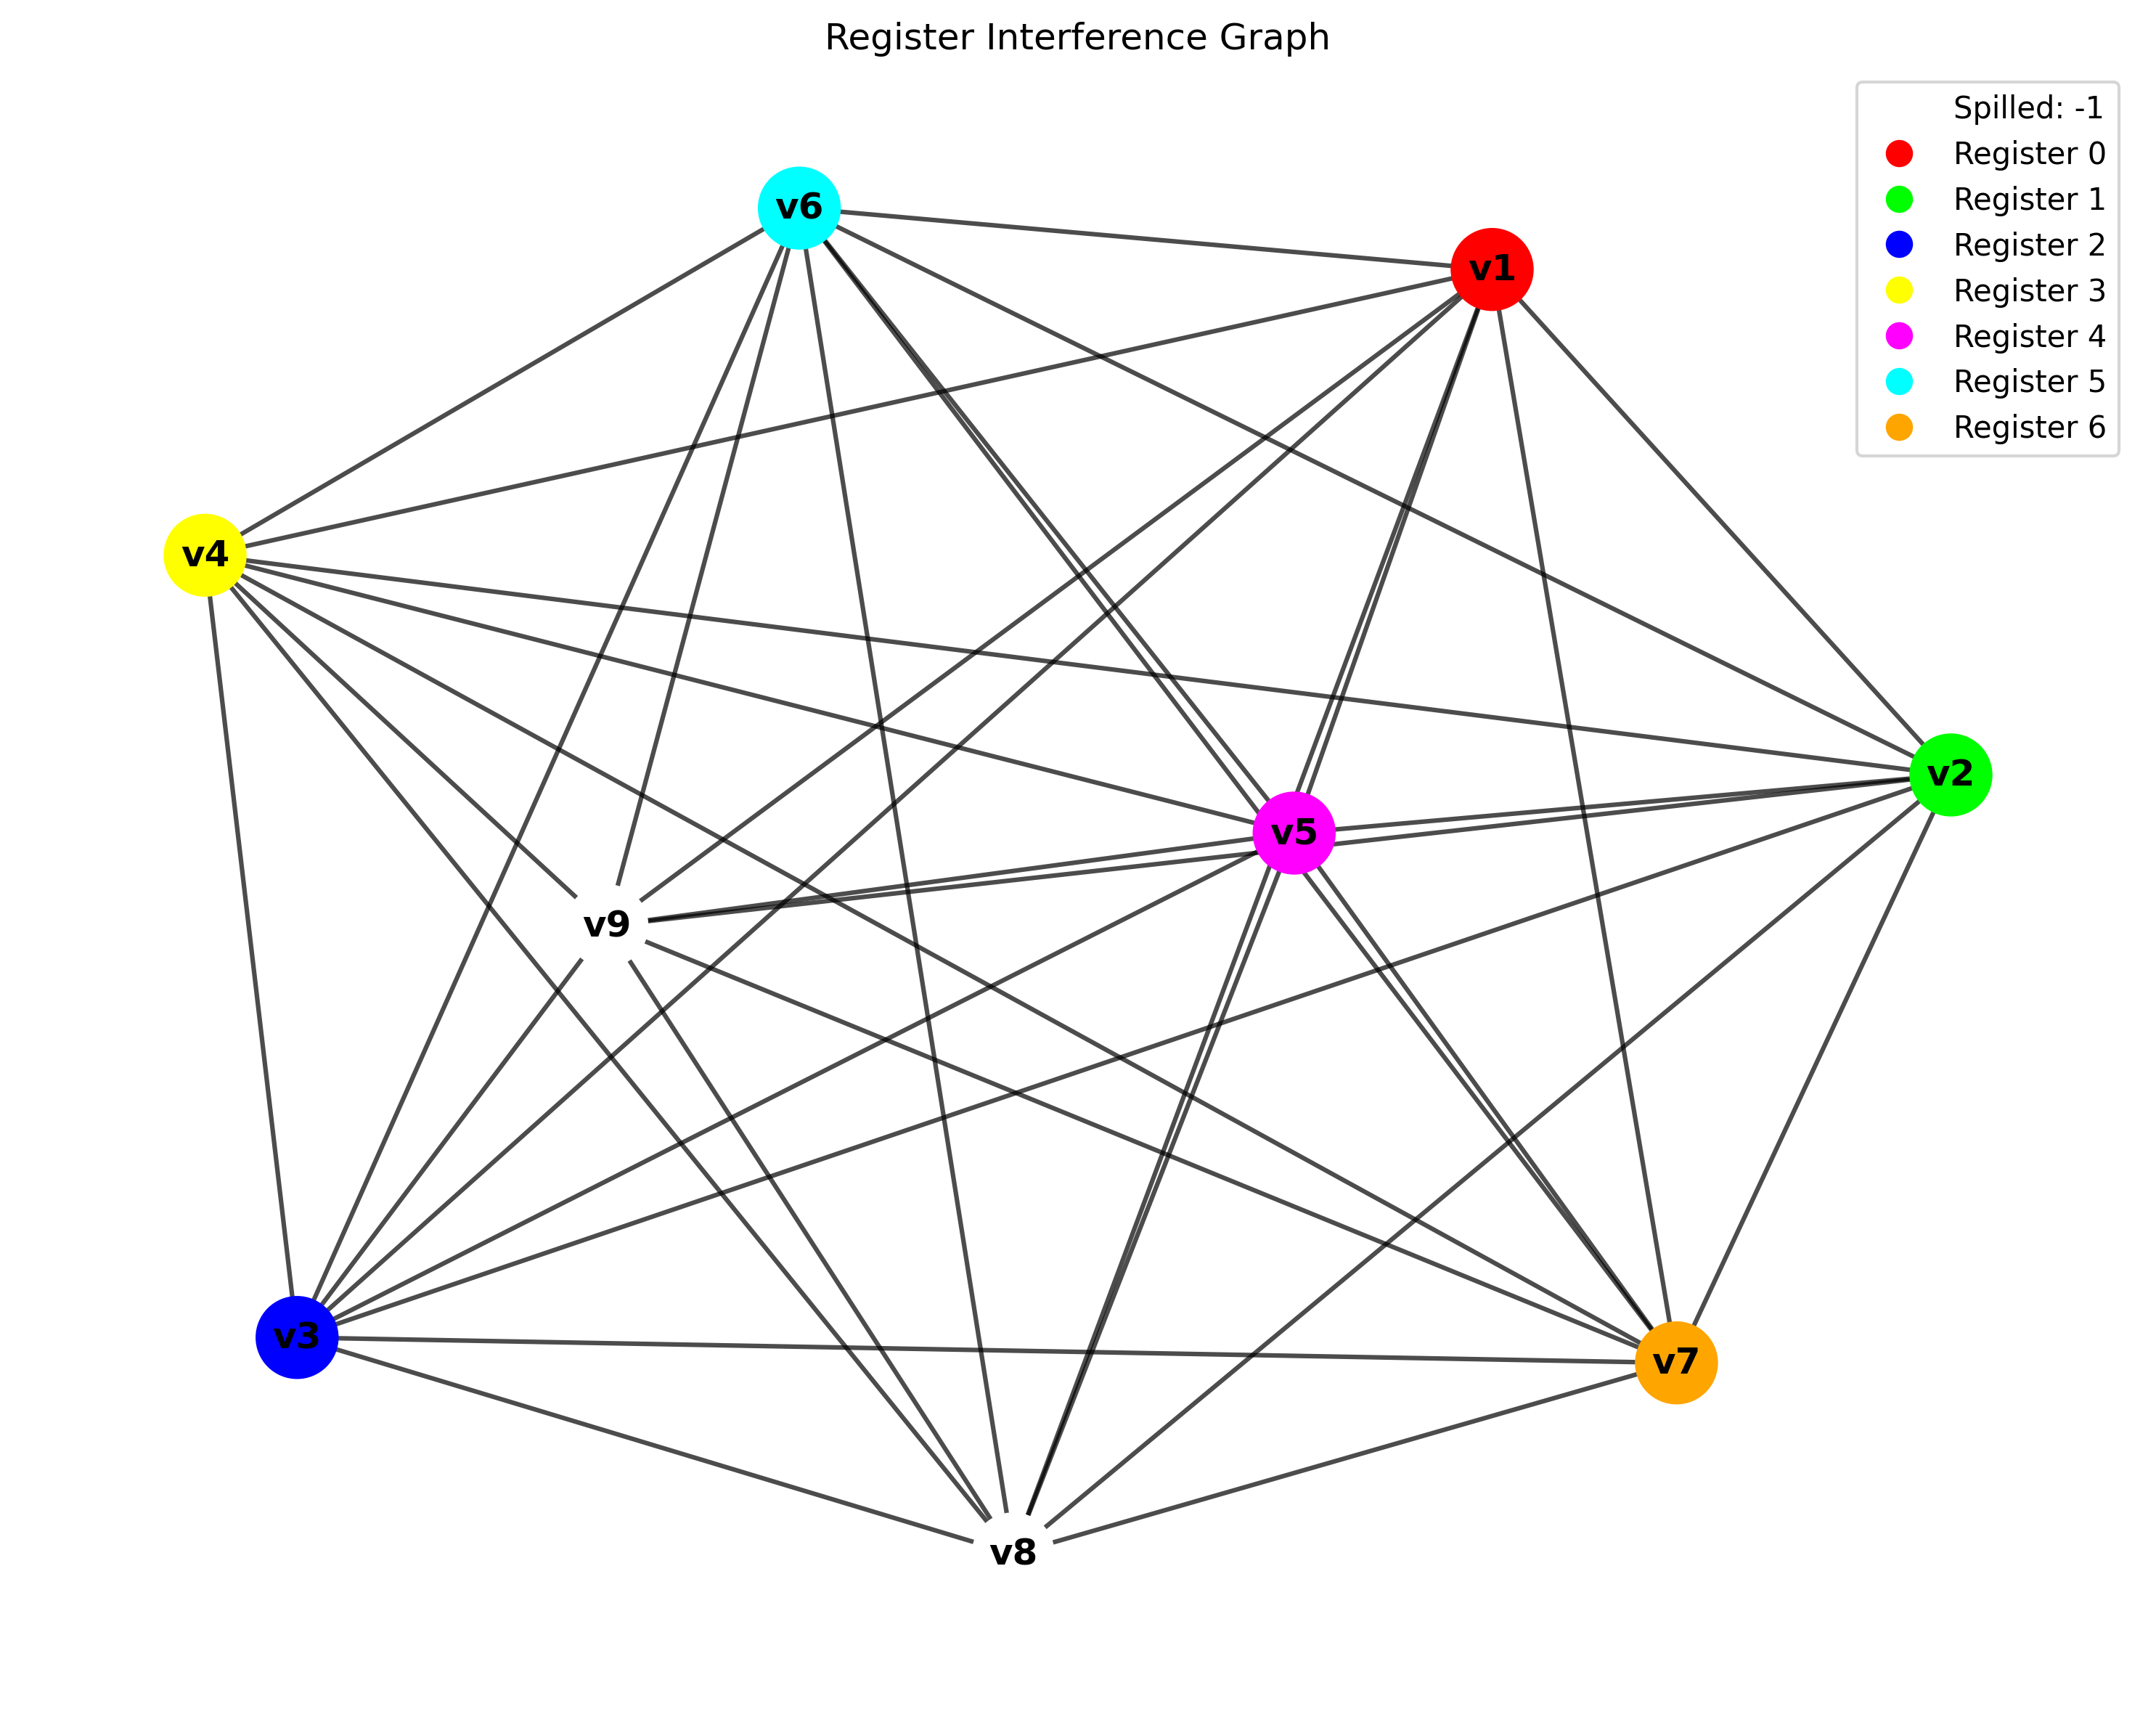 Register Interference Graph
Spilled: -1
Register 0
Register 1
Register 2
Register 3
Register 4
Register 5
Register 6
v6
v1
v4
v2
v5
v9
v3
v7
v8